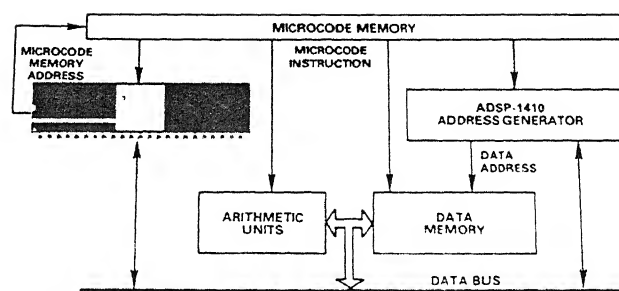 MICROCODE MEMORY
MICROCODE
MEMORY
ADDRESS
MICROCODE
INSTRUCTION
ADSP-1410
ADDRESS GENERATOR
DATA
ADDRESS
ARITHMETIC
UNITS
DATA
MEMORY
DATA BUS